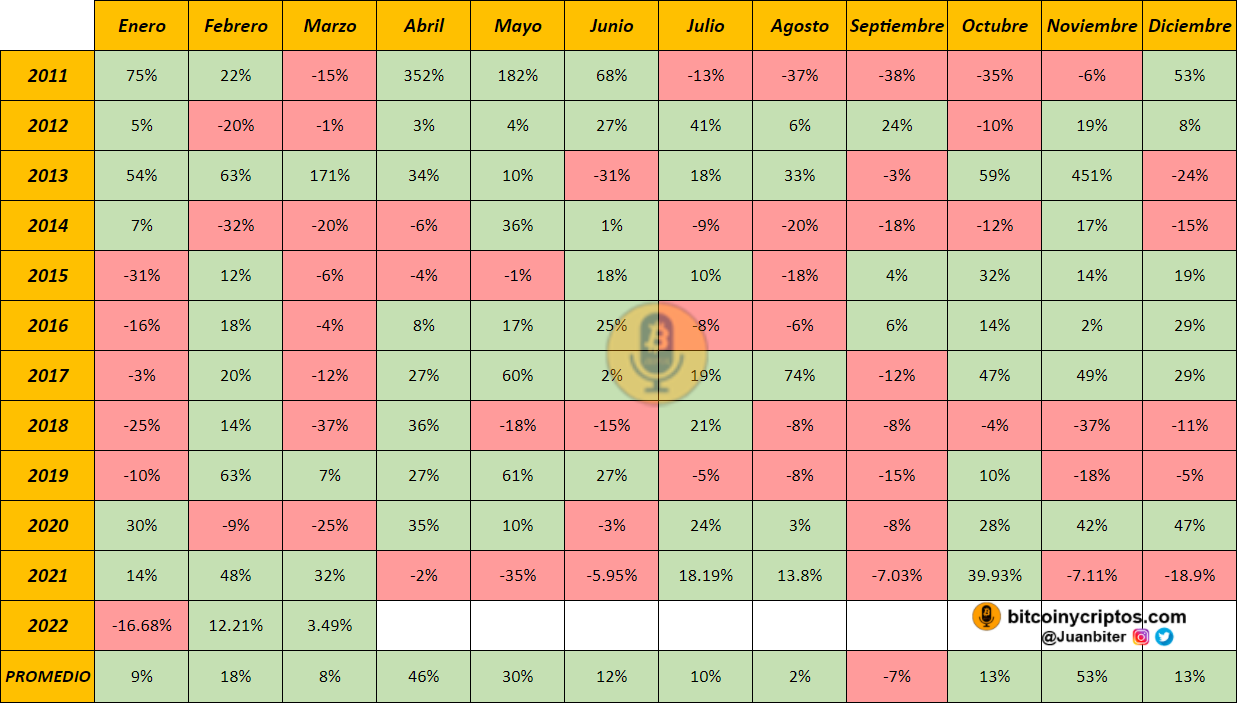 Enero Febrero Marzo Abril Mayo Junio Julio Agosto Septiembre Octubre Noviembre Diciembre
2011 75% 22% -15% 352% 182% 68% -13% -37% -38% -35% -6% 53%
2012 5% -20% -1% 3% 4% 27% 41% 6% 24% -10% 19% 8%
2013 54% 63% 171% 34% 10% -31% 18% 33% -3% 59% 451% -24%
2014 7% -32% -20% -6% 36% 1% -9% -20% -18% -12% 17% -15%
2015 -31% 12% -6% -4% -1% 18% 10% -18% 4% 32% 14% 19%
2016 -16% 18% -4% 8% 17% 25% -8% -6% 6% 14% 2% 29%
2017 -3% 20% -12% 27% 60% 2% 19% 74% -12% 47% 49% 29%
2018 -25% 14% -37% 36% -18% -15% 21% -8% -8% -4% -37% -11%
2019 -10% 63% 7% 27% 61% 27% -5% -8% -15% 10% -18% -5%
2020 30% -9% -25% 35% 10% -3% 24% 3% -8% 28% 42% 47%
2021 14% 48% 32% -2% -35% -5.95% 18.19% 13.8% -7.03% 39.93% -7.11% -18.9%
2022 -16.68% 12.21% 3.49%
bitcoinycriptos.com
@Juanbiter
PROMEDIO 9% 18% 8% 46% 30% 12% 10% 2% -7% 13% 53% 13%